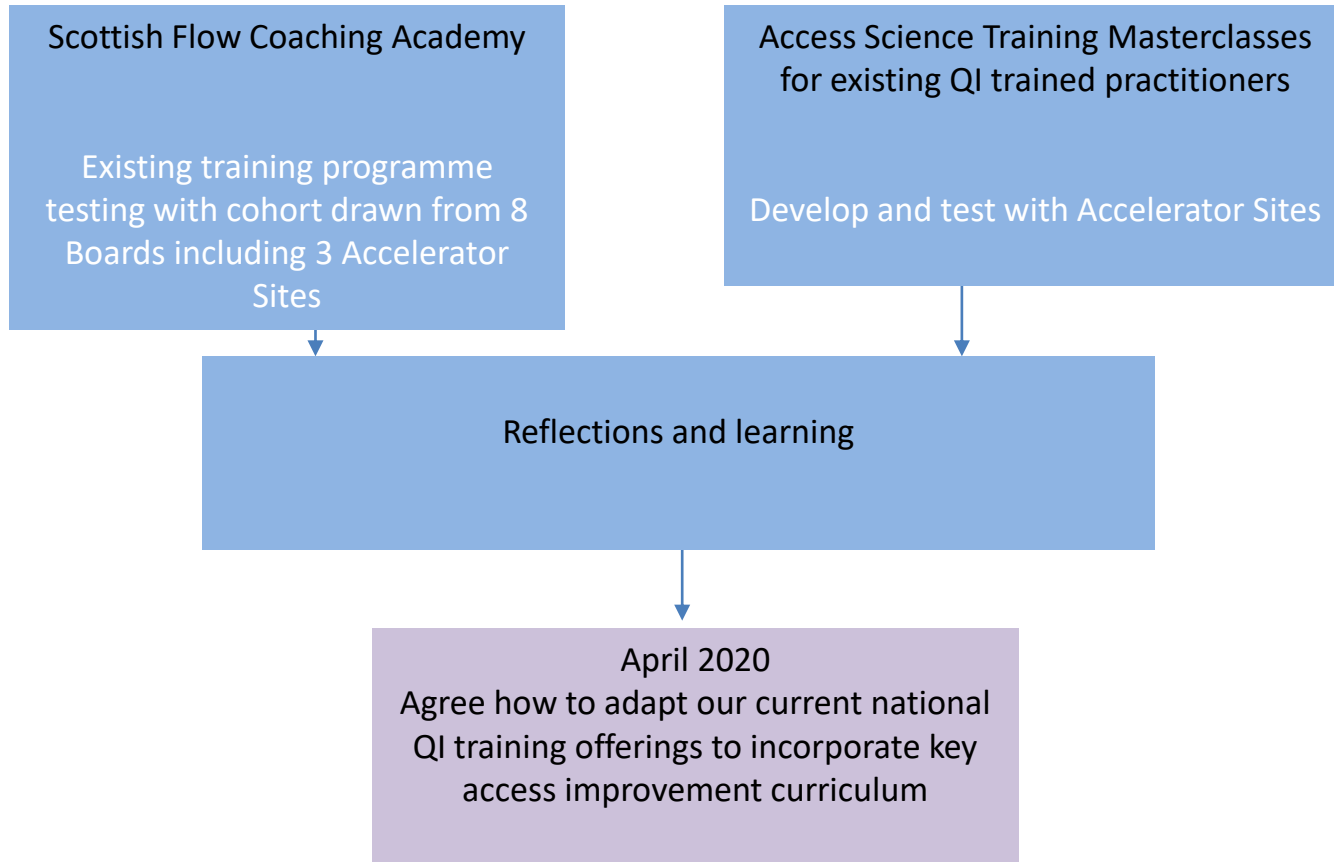 Scottish Flow Coaching Academy
Existing training programme
testing with cohort drawn from 8
Boards including 3 Accelerator
Sites
Access Science Training Masterclasses
for existing QI trained practitioners
Develop and test with Accelerator Sites
Reflections and learning
April 2020
Agree how to adapt our current national
QI training offerings to incorporate key
access improvement curriculum